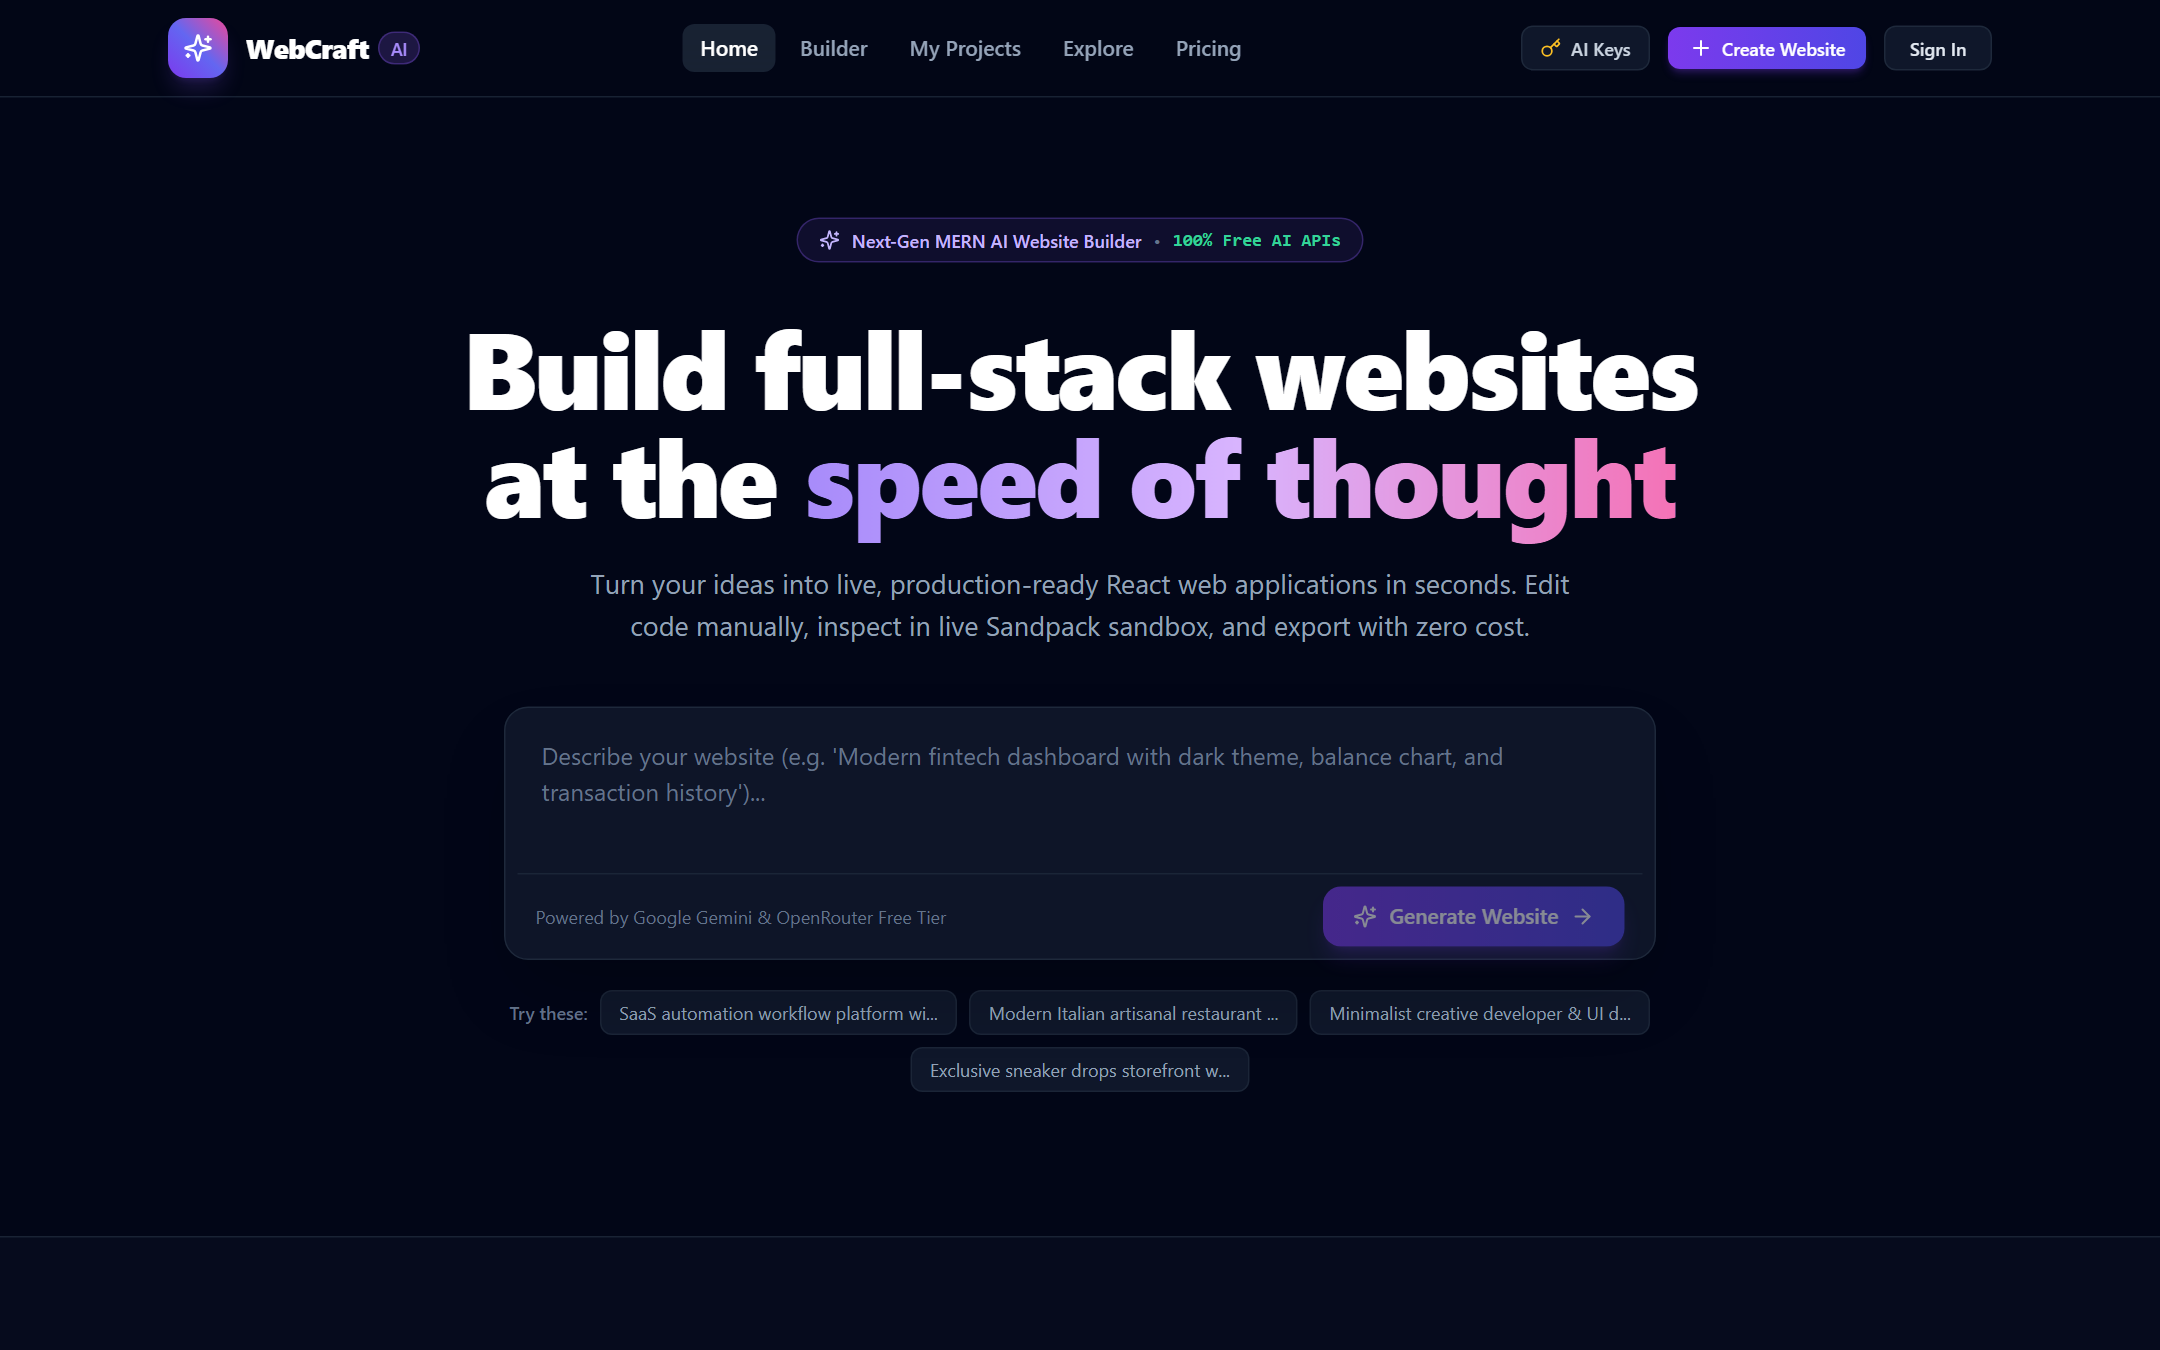 WebCraft AI
Home
Builder
My Projects
Explore
Pricing
AI Keys
Create Website
Sign In
Next-Gen MERN AI Website Builder • 100% Free AI APIs
Build full-stack websites
at the speed of thought
Turn your ideas into live, production-ready React web applications in seconds. Edit
code manually, inspect in live Sandpack sandbox, and export with zero cost.
Describe your website (e.g. 'Modern fintech dashboard with dark theme, balance chart, and
transaction history')...
Powered by Google Gemini & OpenRouter Free Tier
Generate Website
Try these:
SaaS automation workflow platform wi...
Modern Italian artisanal restaurant ...
Minimalist creative developer & UI d...
Exclusive sneaker drops storefront w...